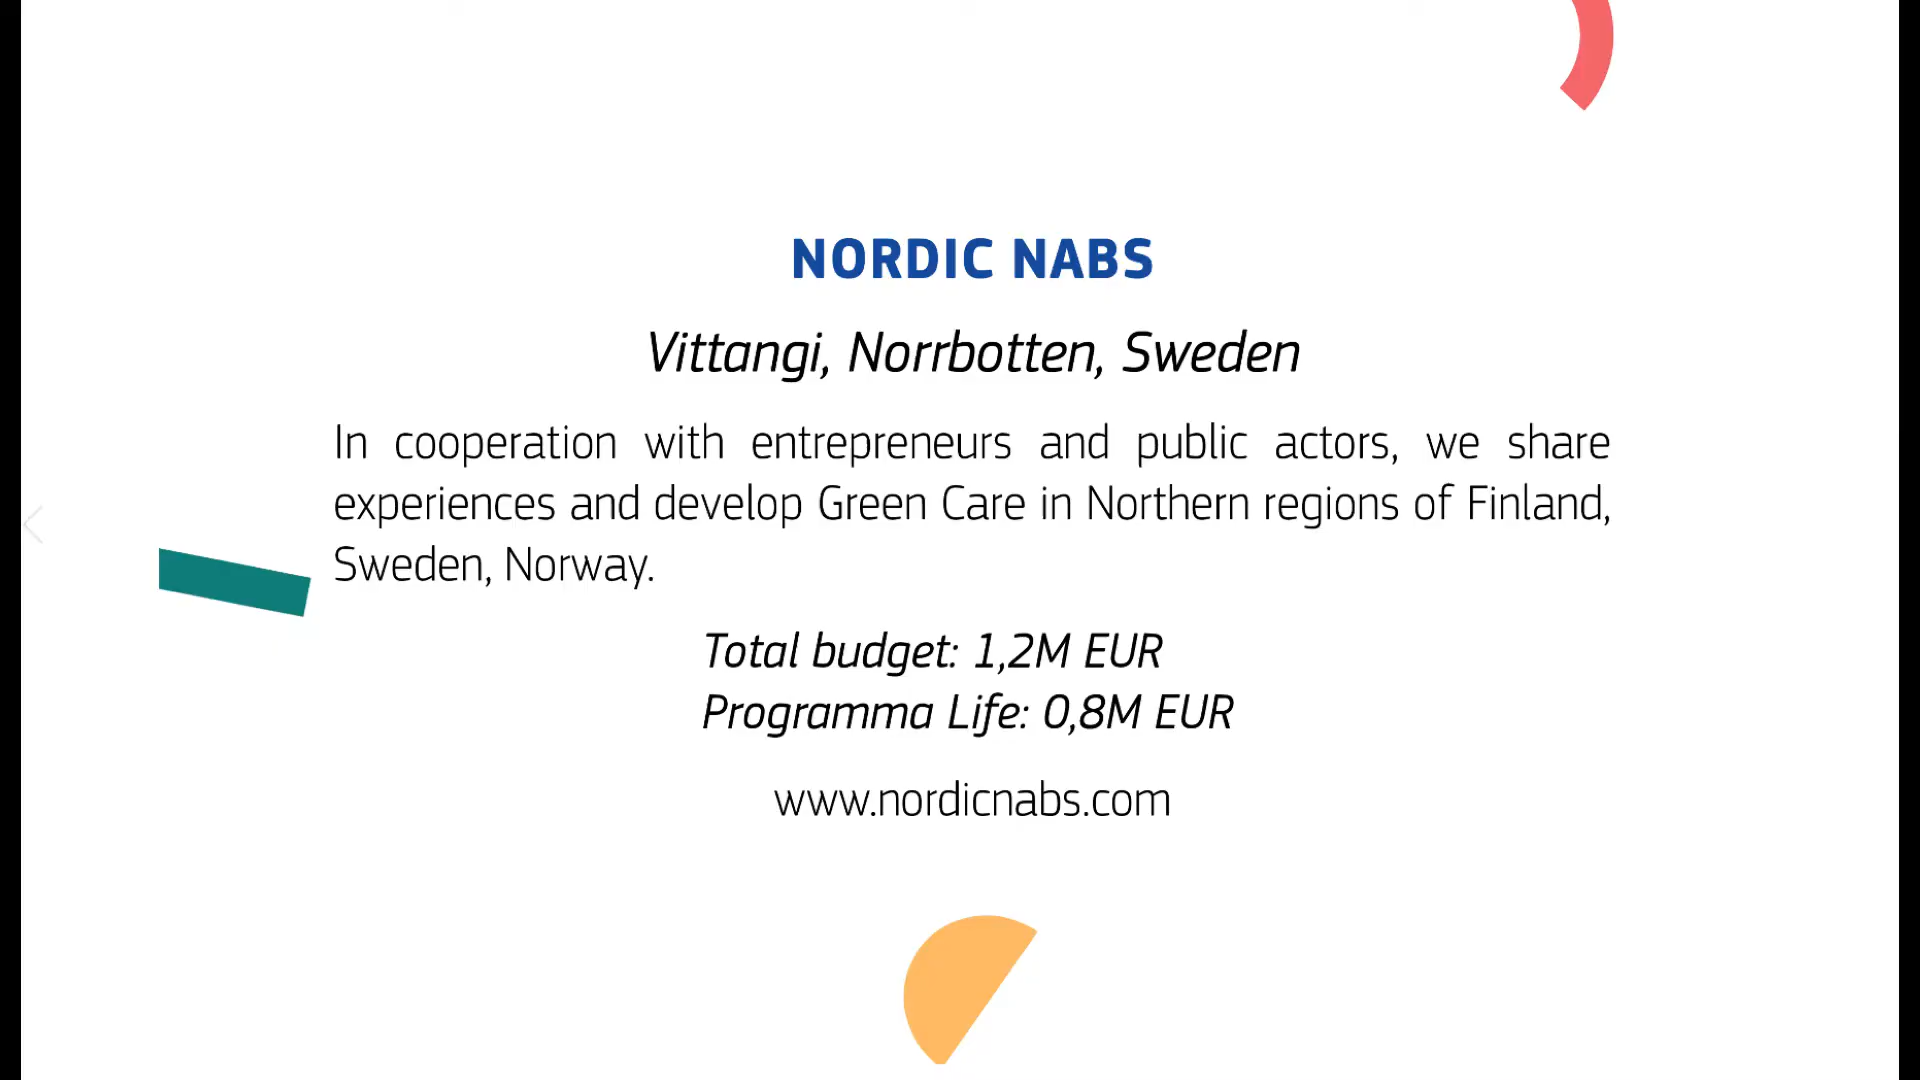 NORDIC NABS
Vittangi, Norrbotten, Sweden
In cooperation with entrepreneurs and public actors, we share
experiences and develop Green Care in Northern regions of Finland,
Sweden, Norway.
Total budget: 1,2M EUR
Programma Life: 0,8M EUR
www.nordicnabs.com